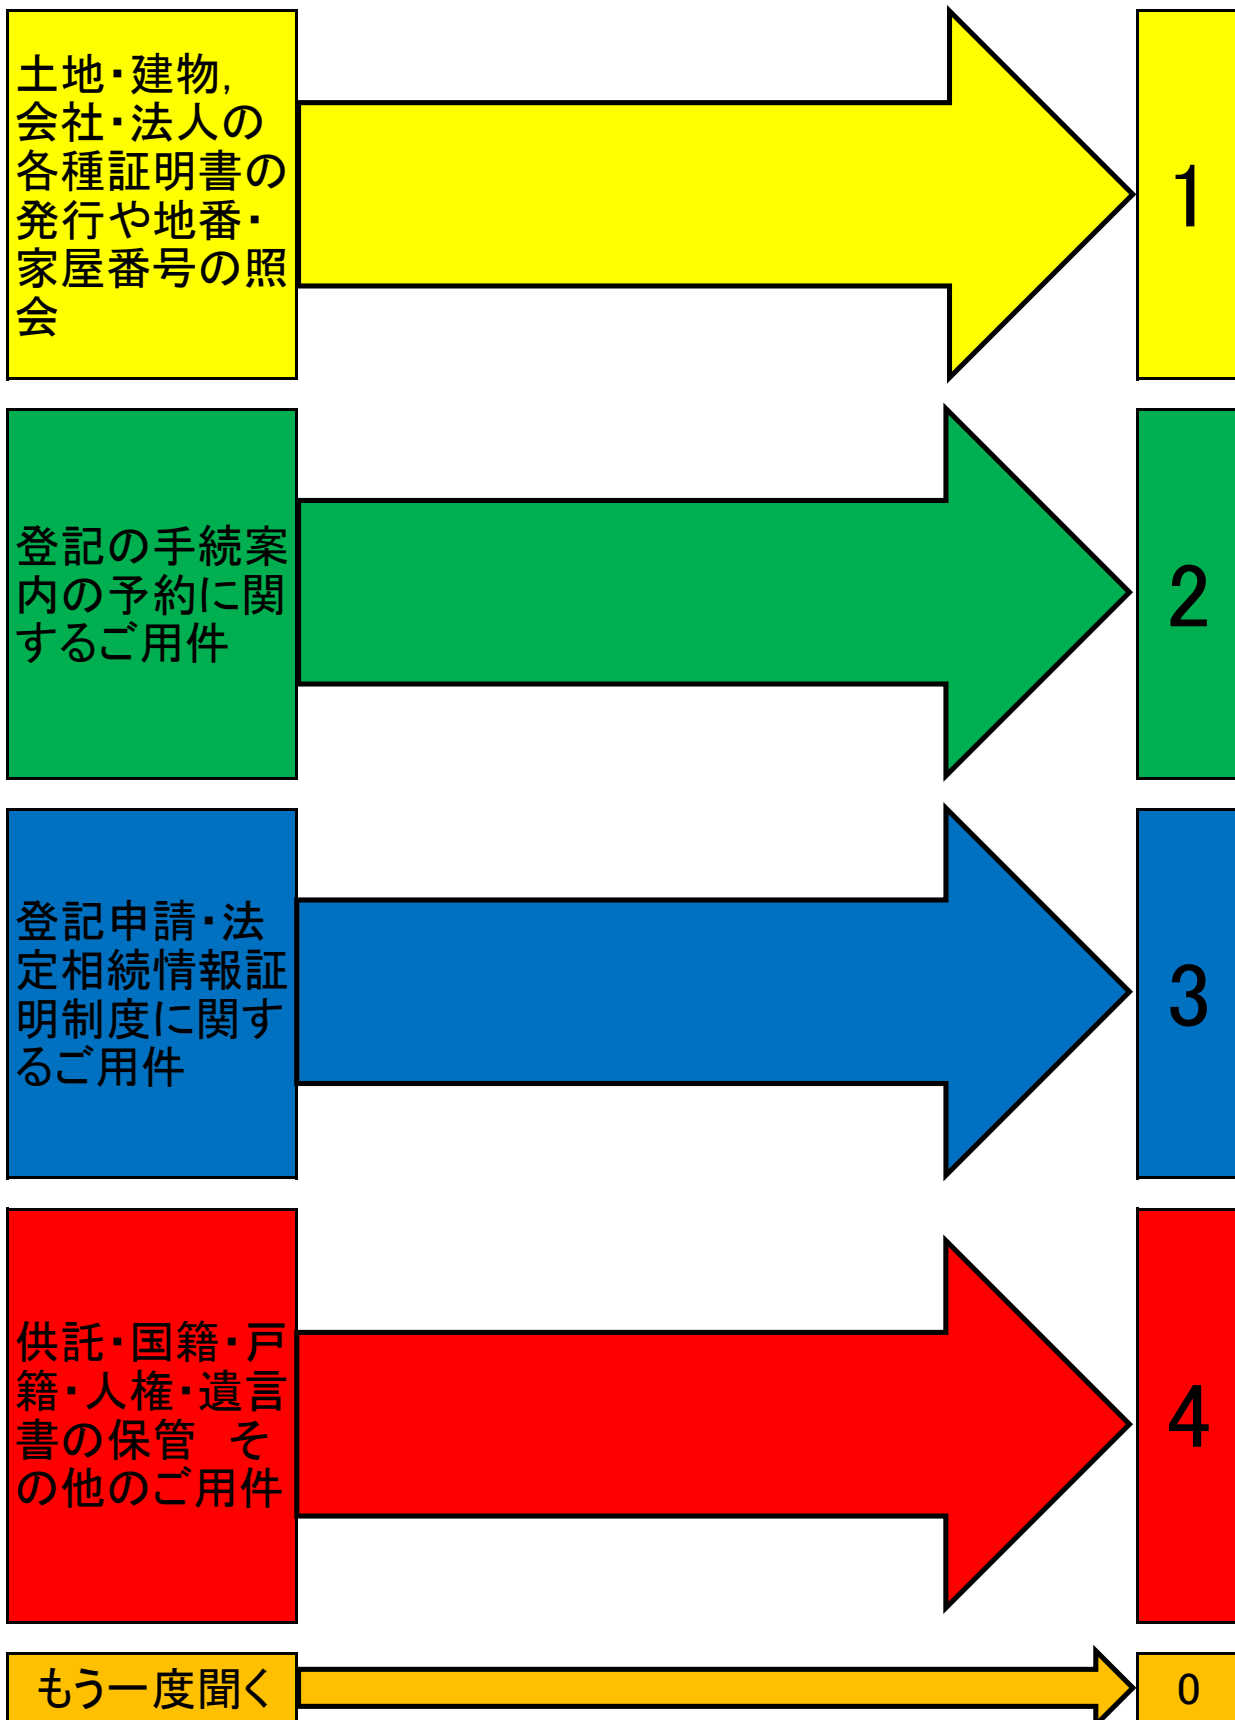 土地・建物,
会社・法人の
各種証明書の
発行や地番・
家屋番号の照
会
1
登記の手続案
内の予約に関
するご用件
2
登記申請・法
定相続情報証
明制度に関す
るご用件
3
供託・国籍・戸
籍・人権・遺言
書の保管　そ
の他のご用件
4
もう一度聞く
0